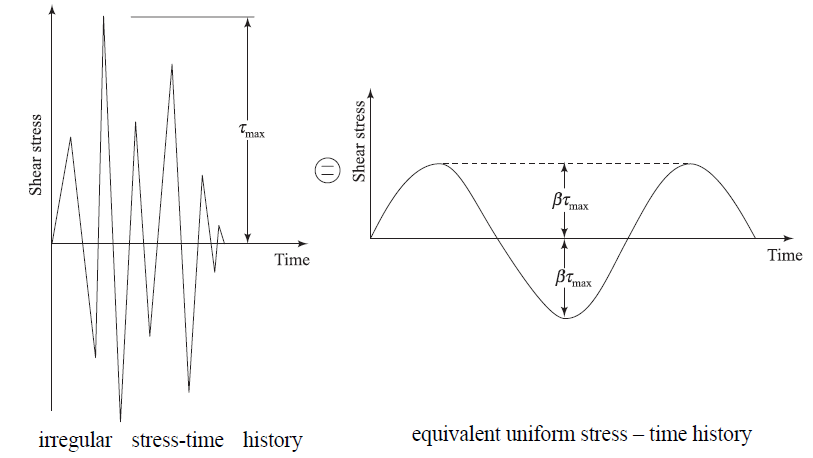 Shear stress
τmax
Time
irregular stress-time history
Shear stress
βτmax
βτmax
Time
equivalent uniform stress – time history